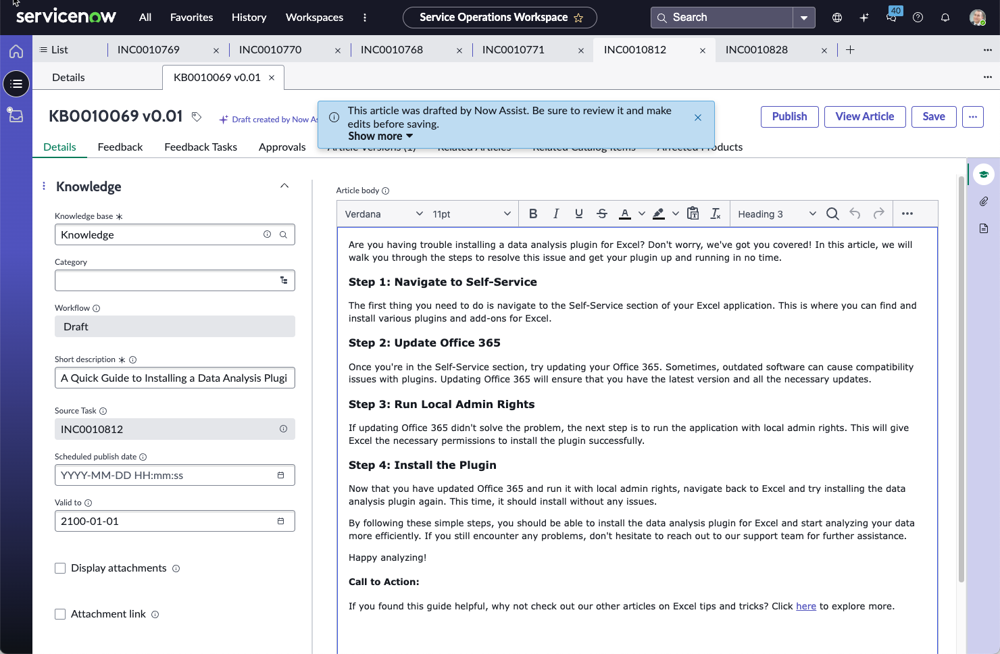 servicenow
All
Favorites
History
Workspaces
Service Operations Workspace
Search
40
List
INC0010769
INC0010770
INC0010768
INC0010771
INC0010812
INC0010828
Details
KB0010069 v0.01
KB0010069 v0.01
Draft created by Now As
This article was drafted by Now Assist. Be sure to review it and make
edits before saving.
Show more
Publish
View Article
Save
Details
Feedback
Feedback Tasks
Approvals
Article Versions (1)
Related Articles
Related Catalog Items
Affected Products
Knowledge
Knowledge base
Knowledge
Category
Workflow
Draft
Short description
A Quick Guide to Installing a Data Analysis Plugi
Source Task
INC0010812
Scheduled publish date
YYYY-MM-DD HH:mm:ss
Valid to
2100-01-01
Display attachments
Attachment link
Article body
Verdana
11pt
Heading 3
Are you having trouble installing a data analysis plugin for Excel? Don't worry, we've got you covered! In this article, we will
walk you through the steps to resolve this issue and get your plugin up and running in no time.
Step 1: Navigate to Self-Service
The first thing you need to do is navigate to the Self-Service section of your Excel application. This is where you can find and
install various plugins and add-ons for Excel.
Step 2: Update Office 365
Once you're in the Self-Service section, try updating your Office 365. Sometimes, outdated software can cause compatibility
issues with plugins. Updating Office 365 will ensure that you have the latest version and all the necessary updates.
Step 3: Run Local Admin Rights
If updating Office 365 didn't solve the problem, the next step is to run the application with local admin rights. This will give
Excel the necessary permissions to install the plugin successfully.
Step 4: Install the Plugin
Now that you have updated Office 365 and run it with local admin rights, navigate back to Excel and try installing the data
analysis plugin again. This time, it should install without any issues.
By following these simple steps, you should be able to install the data analysis plugin for Excel and start analyzing your data
more efficiently. If you still encounter any problems, don't hesitate to reach out to our support team for further assistance.
Happy analyzing!
Call to Action:
If you found this guide helpful, why not check out our other articles on Excel tips and tricks? Click here to explore more.